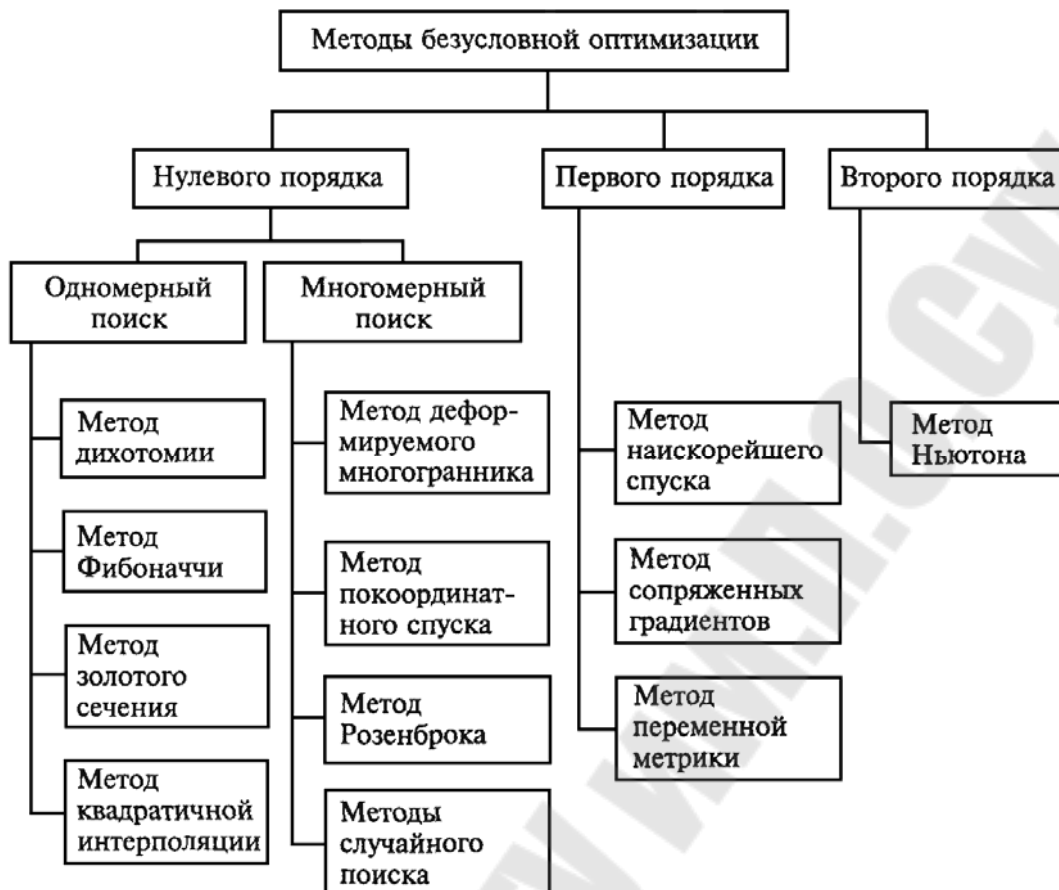 Методы безусловной оптимизации
Нулевого порядка
Первого порядка
Второго порядка
Одномерный
поиск
Многомерный
поиск
Метод
дихотомии
Метод
Фибоначчи
Метод
золотого
сечения
Метод
квадратичной
интерполяции
Метод дефор-
мируемого
многогранника
Метод
покоординат-
ного спуска
Метод
Розенброка
Методы
случайного
поиска
Метод
наискорейшего
спуска
Метод
сопряженных
градиентов
Метод
переменной
метрики
Метод
Ньютона